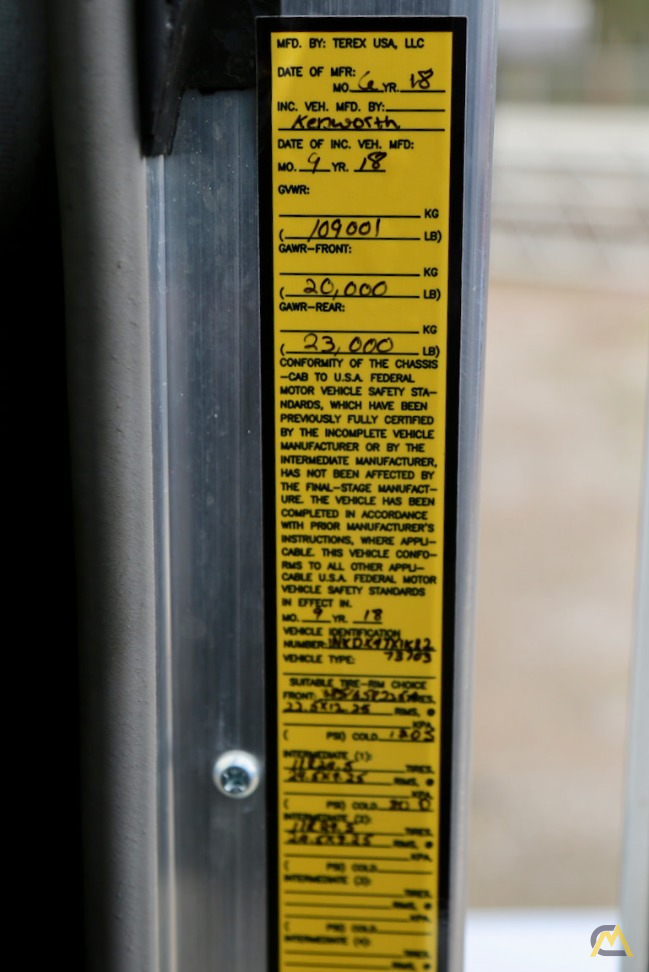 MFD. BY: TEREX USA, LLC
DATE OF MFR:
MO. 6 YR. 18
INC. VEH. MFD. BY:
Kenworth
DATE OF INC. VEH. MFD:
MO. 9 YR. 18
GVWR:
KG
( 109001 LB)
GAWR-FRONT:
KG
( 20,000 LB)
GAWR-REAR:
KG
( 23,000 LB)
CONFORMITY OF THE CHASSIS
-CAB TO U.S.A. FEDERAL
MOTOR VEHICLE SAFETY STA-
NDARDS, WHICH HAVE BEEN
PREVIOUSLY FULLY CERTIFIED
BY THE INCOMPLETE VEHICLE
MANUFACTURER OR BY THE
INTERMEDIATE MANUFACTURER,
HAS NOT BEEN AFFECTED BY
THE FINAL-STAGE MANUFACT-
URE. THE VEHICLE HAS BEEN
COMPLETED IN ACCORDANCE
WITH PRIOR MANUFACTURER'S
INSTRUCTIONS, WHERE APPLI-
CABLE. THIS VEHICLE CONFO-
RMS TO ALL OTHER APPLI-
CABLE U.S.A. FEDERAL MOTOR
VEHICLE SAFETY STANDARDS
IN EFFECT IN.
MO. 9 YR. 18
VEHICLE IDENTIFICATION
NUMBER:
VEHICLE TYPE:
SUITABLE TIRE-RIM CHOICE
FRONT: TIRES,
22.5X12.25 RIMS, @
KPA
( PSI) COLD
INTERMEDIATE (1):
TIRES,
RIMS, @
KPA
( PSI) COLD
INTERMEDIATE (2):
TIRES,
RIMS, @
KPA
( PSI) COLD
INTERMEDIATE (3):
TIRES,
RIMS, @
KPA
( PSI) COLD
INTERMEDIATE (4):
TIRES,
RIMS, @